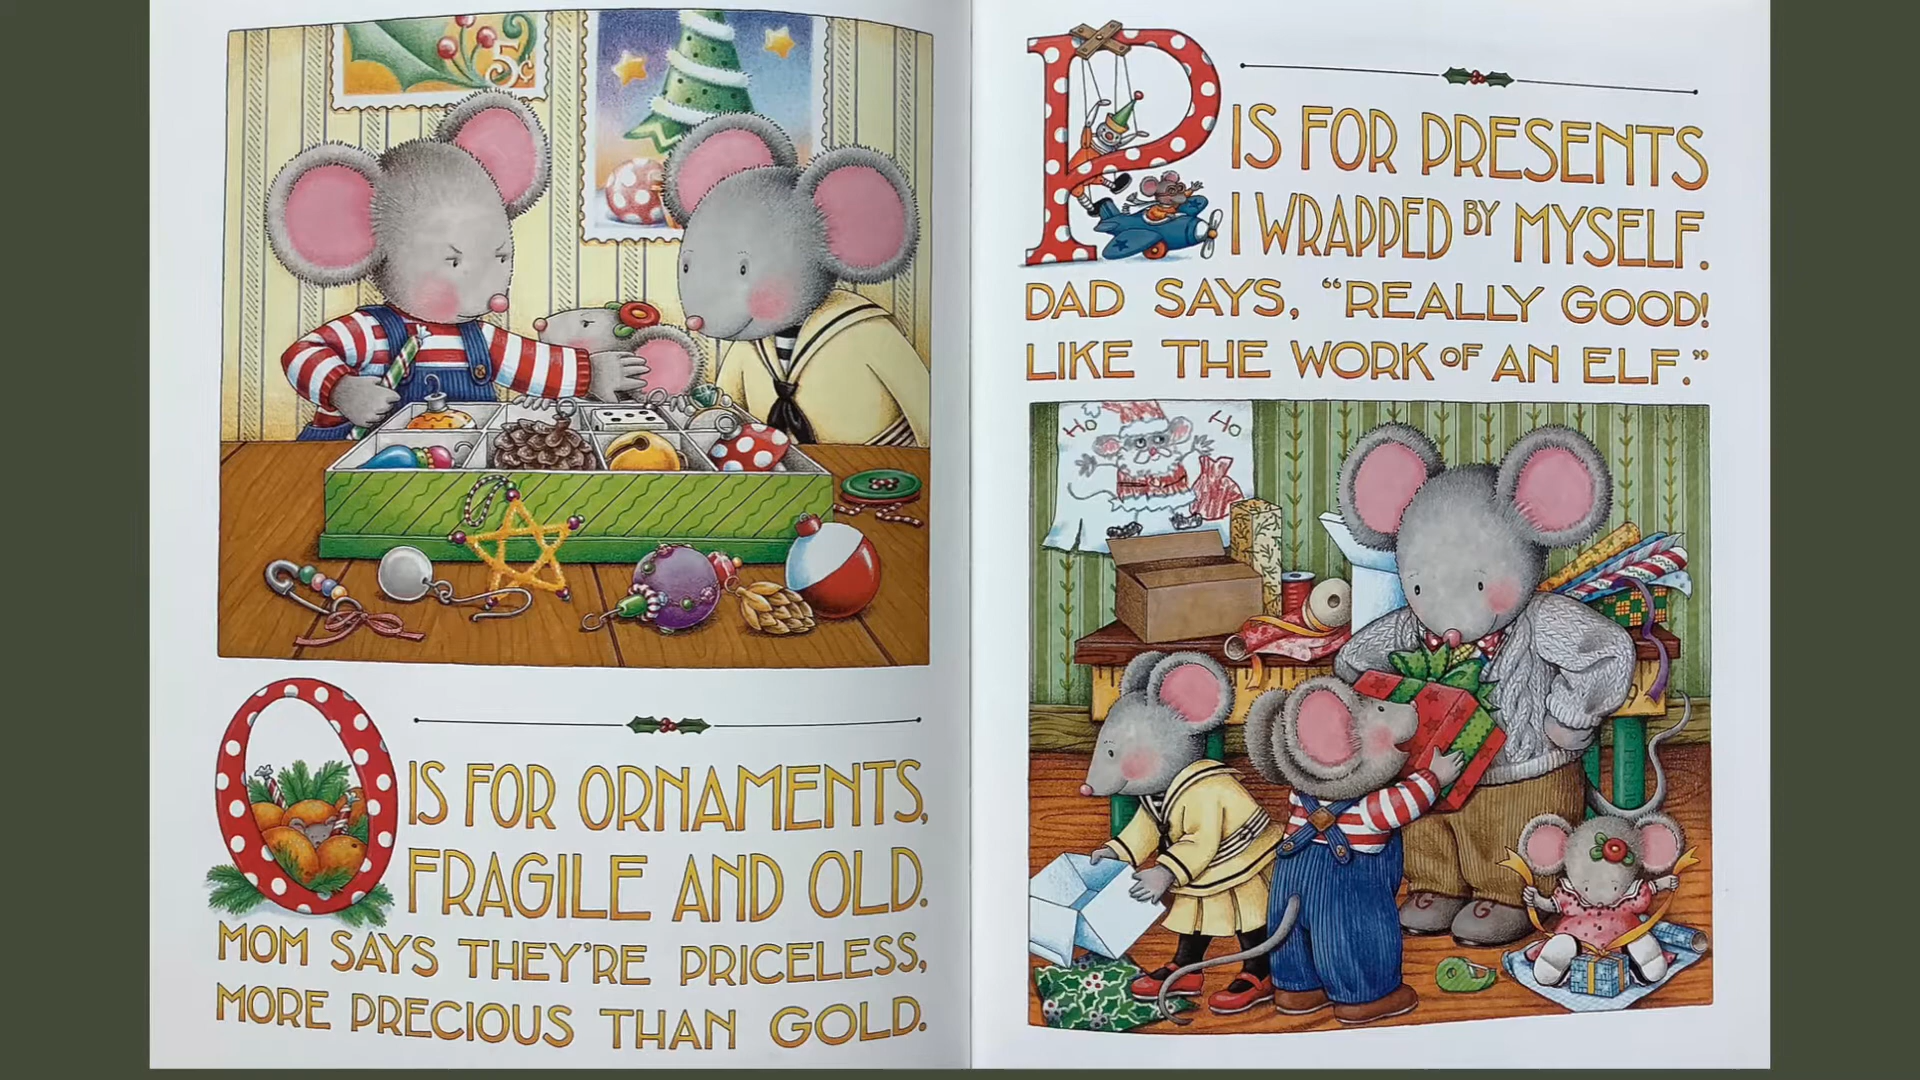 5¢
O IS FOR ORNAMENTS,
FRAGILE AND OLD.
MOM SAYS THEY'RE PRICELESS,
MORE PRECIOUS THAN GOLD.
P IS FOR PRESENTS
I WRAPPED BY MYSELF.
DAD SAYS, “REALLY GOOD!
LIKE THE WORK OF AN ELF.”
HO HO
G G